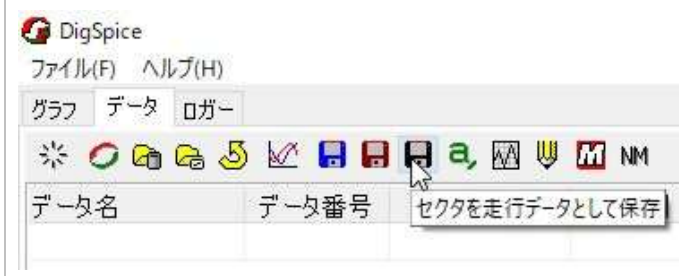 DigSpice
ファイル(F) ヘルプ(H)
グラフ データ ロガー
a, M NM
データ名 データ番号
セクタを走行データとして保存